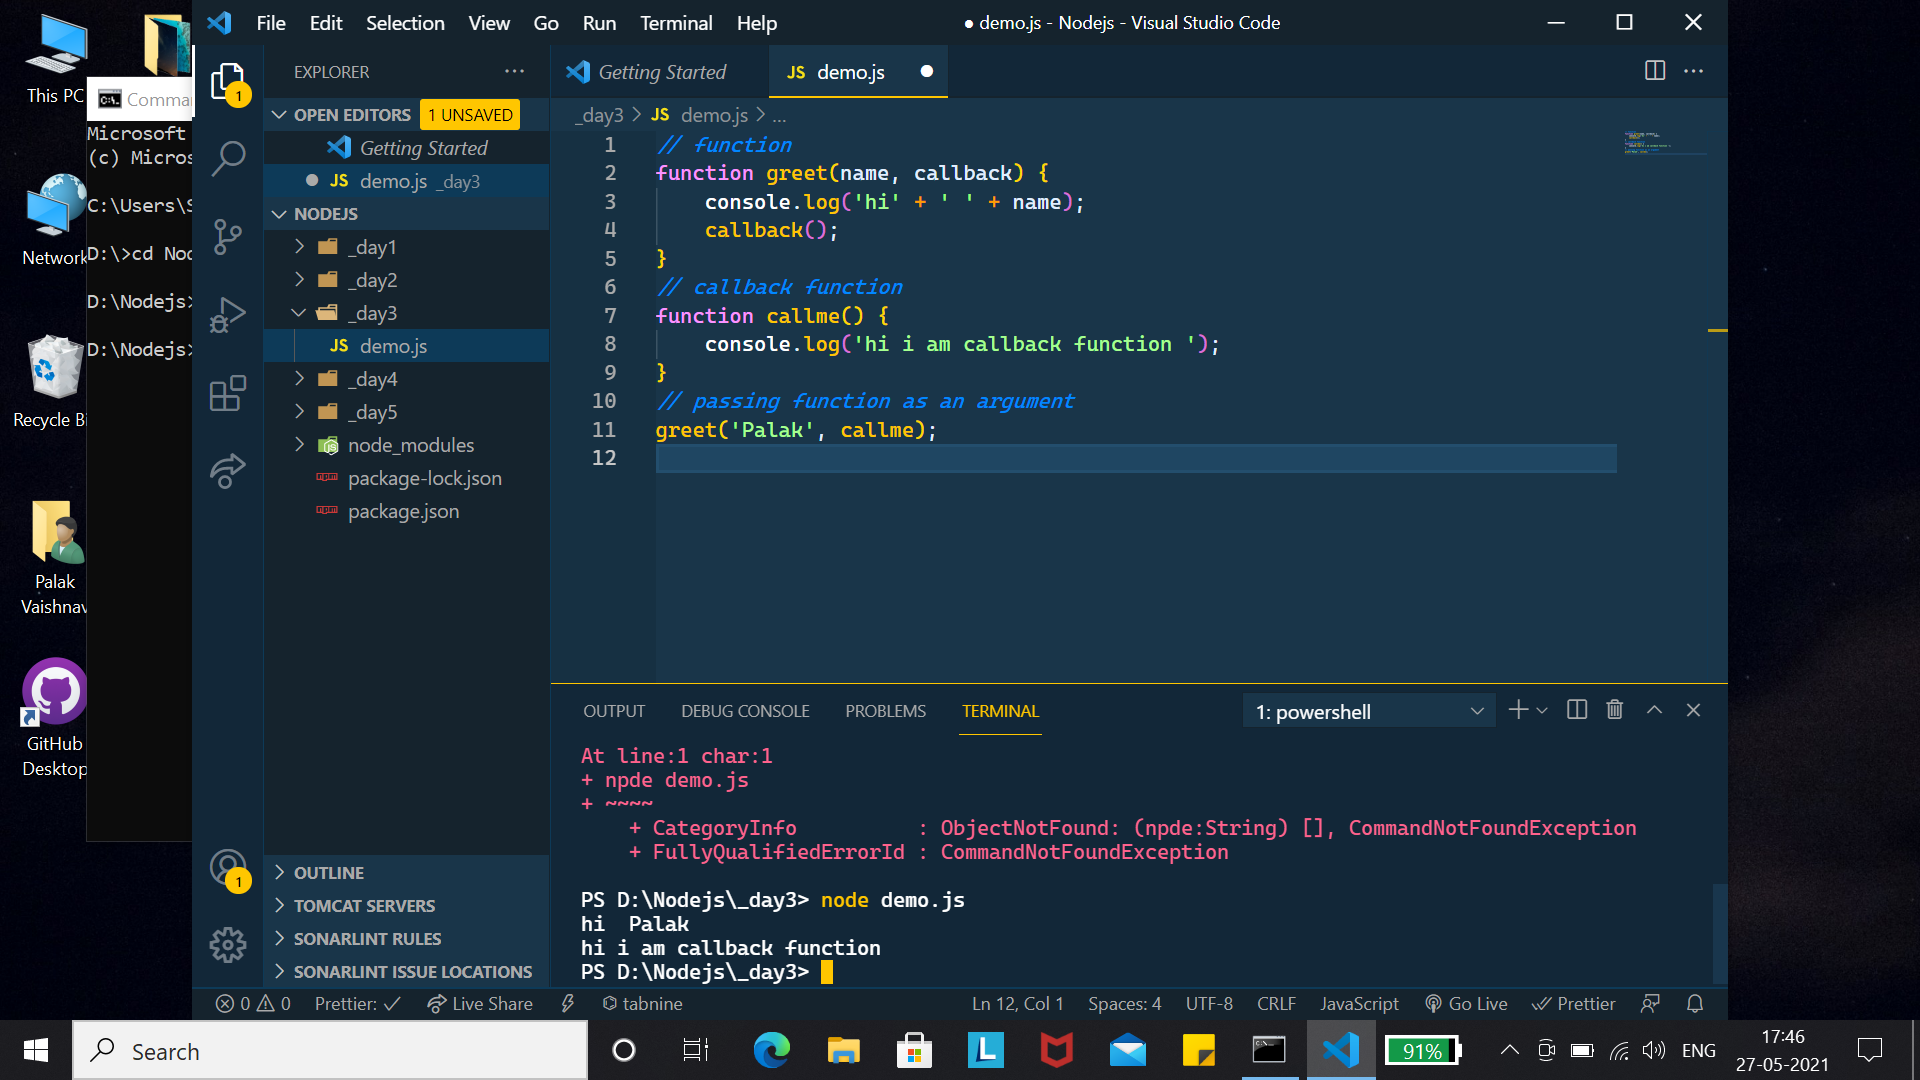 File Edit Selection View Go Run Terminal Help
● demo.js - Nodejs - Visual Studio Code
This PC
Network
Recycle Bi
Palak
Vaishnav
GitHub
Desktop
Comma
Microsoft
(c) Micros
C:\Users\S
D:\>cd Nod
D:\Nodejs>
D:\Nodejs>
EXPLORER
1
OPEN EDITORS 1 UNSAVED
Getting Started
demo.js _day3
NODEJS
_day1
_day2
_day3
JS demo.js
_day4
_day5
node_modules
package-lock.json
package.json
1
OUTLINE
TOMCAT SERVERS
SONARLINT RULES
SONARLINT ISSUE LOCATIONS
Getting Started
JS demo.js
_day3 > JS demo.js > ...
1 // function
2 function greet(name, callback) {
3 console.log('hi' + ' ' + name);
4 callback();
5 }
6 // callback function
7 function callme() {
8 console.log('hi i am callback function ');
9 }
10 // passing function as an argument
11 greet('Palak', callme);
12
OUTPUT DEBUG CONSOLE PROBLEMS TERMINAL
1: powershell
At line:1 char:1
+ npde demo.js
+ ~~~~
+ CategoryInfo : ObjectNotFound: (npde:String) [], CommandNotFoundException
+ FullyQualifiedErrorId : CommandNotFoundException
PS D:\Nodejs\_day3> node demo.js
hi  Palak
hi i am callback function
PS D:\Nodejs\_day3>
0 0 Prettier: ✓ Live Share tabnine
Ln 12, Col 1 Spaces: 4 UTF-8 CRLF JavaScript Go Live Prettier
Search
91%
ENG
17:46
27-05-2021